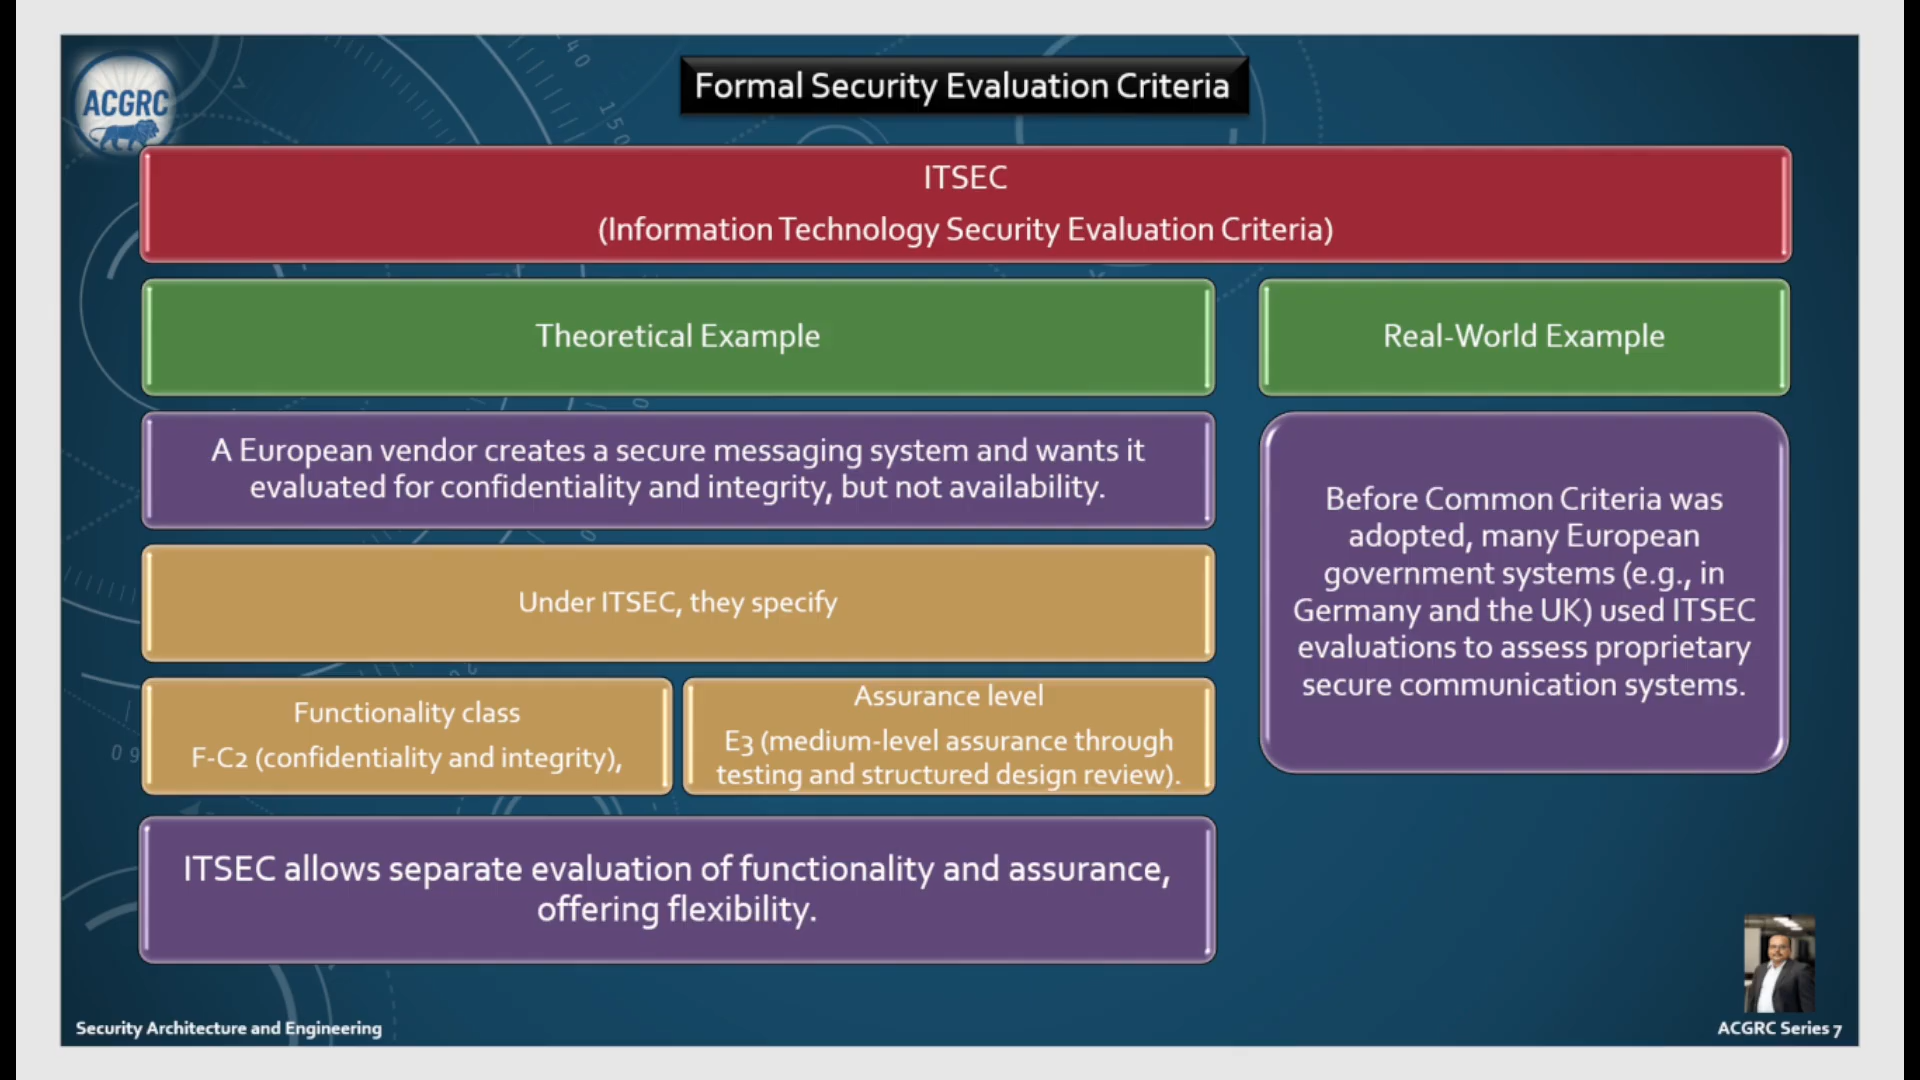 ACGRC
Formal Security Evaluation Criteria
ITSEC
(Information Technology Security Evaluation Criteria)
Theoretical Example
Real-World Example
A European vendor creates a secure messaging system and wants it
evaluated for confidentiality and integrity, but not availability.
Under ITSEC, they specify
Functionality class
F-C2 (confidentiality and integrity),
Assurance level
E3 (medium-level assurance through
testing and structured design review).
ITSEC allows separate evaluation of functionality and assurance,
offering flexibility.
Before Common Criteria was
adopted, many European
government systems (e.g., in
Germany and the UK) used ITSEC
evaluations to assess proprietary
secure communication systems.
40
150
Security Architecture and Engineering
ACGRC Series 7